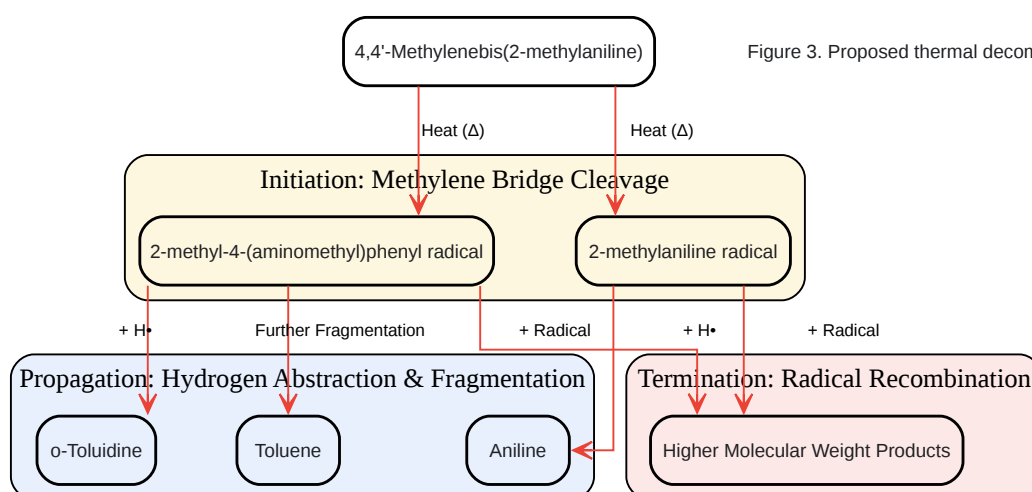 4,4'-Methylenebis(2-methylaniline)
Figure 3. Proposed thermal
Heat (Δ)
Heat (Δ)
Initiation: Methylene Bridge Cleavage
2-methyl-4-(aminomethyl)phenyl radical
2-methylaniline radical
+ H•
Further Fragmentation
+ Radical
+ H•
+ Radical
Propagation: Hydrogen Abstraction & Fragmentation
Termination: Radical Recombination
o-Toluidine
Toluene
Aniline
Higher Molecular Weight Products